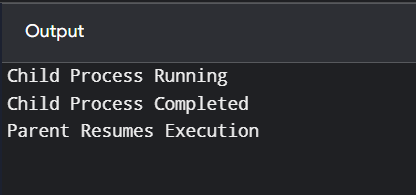 Output
Child Process Running
Child Process Completed
Parent Resumes Execution